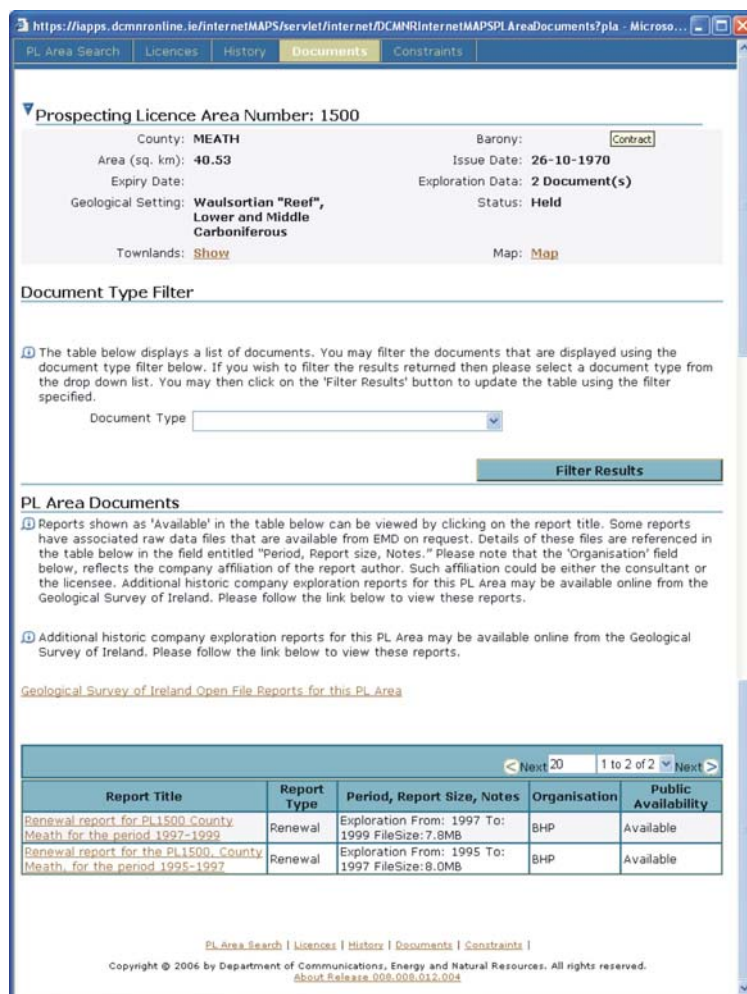 https://iapps.dcmnronline.ie/internetMAPS/servlet/internet/DCMNRInternetMAPSPLAreaDocuments?pla - Microso...
PL Area Search Licences History Documents Constraints
Prospecting Licence Area Number: 1500
County: MEATH Barony: Contract
Area (sq. km): 40.53 Issue Date: 26-10-1970
Expiry Date: Exploration Data: 2 Document(s)
Geological Setting: Waulsortian "Reef", Status: Held
Lower and Middle
Carboniferous
Townlands: Show Map: Map
Document Type Filter
The table below displays a list of documents. You may filter the documents that are displayed using the
document type filter below. If you wish to filter the results returned then please select a document type from
the drop down list. You may then click on the 'Filter Results' button to update the table using the filter
specified.
Document Type
Filter Results
PL Area Documents
Reports shown as 'Available' in the table below can be viewed by clicking on the report title. Some reports
have associated raw data files that are available from EMD on request. Details of these files are referenced in
the table below in the field entitled "Period, Report size, Notes." Please note that the 'Organisation' field
below, reflects the company affiliation of the report author. Such affiliation could be either the consultant or
the licensee. Additional historic company exploration reports for this PL Area may be available online from the
Geological Survey of Ireland. Please follow the link below to view these reports.
Additional historic company exploration reports for this PL Area may be available online from the Geological
Survey of Ireland. Please follow the link below to view these reports.
Geological Survey of Ireland Open File Reports for this PL Area
< Next 20 1 to 2 of 2 Next >
Report Title Report Type Period, Report Size, Notes Organisation Public Availability
Renewal report for PL1500 County Meath for the period 1997-1999 Renewal Exploration From: 1997 To: 1999 FileSize:7.8MB BHP Available
Renewal report for the PL1500, County Meath, for the period 1995-1997 Renewal Exploration From: 1995 To: 1997 FileSize:8.0MB BHP Available
PL Area Search | Licences | History | Documents | Constraints |
Copyright @ 2006 by Department of Communications, Energy and Natural Resources. All rights reserved.
About Release 008.008.012.004